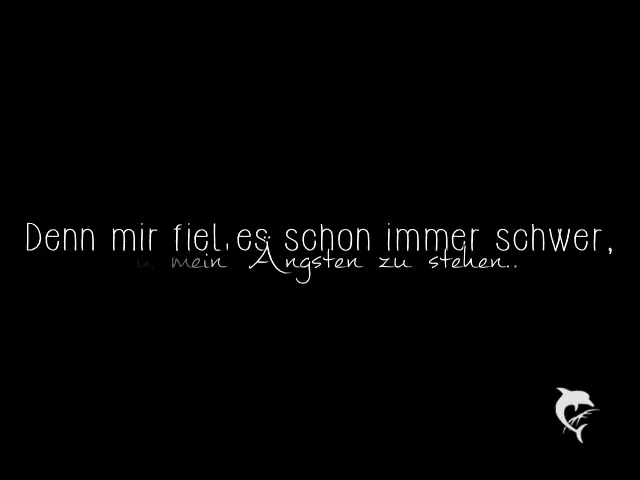 Denn mir fiel es schon immer schwer,
mein Ängsten zu stehen..